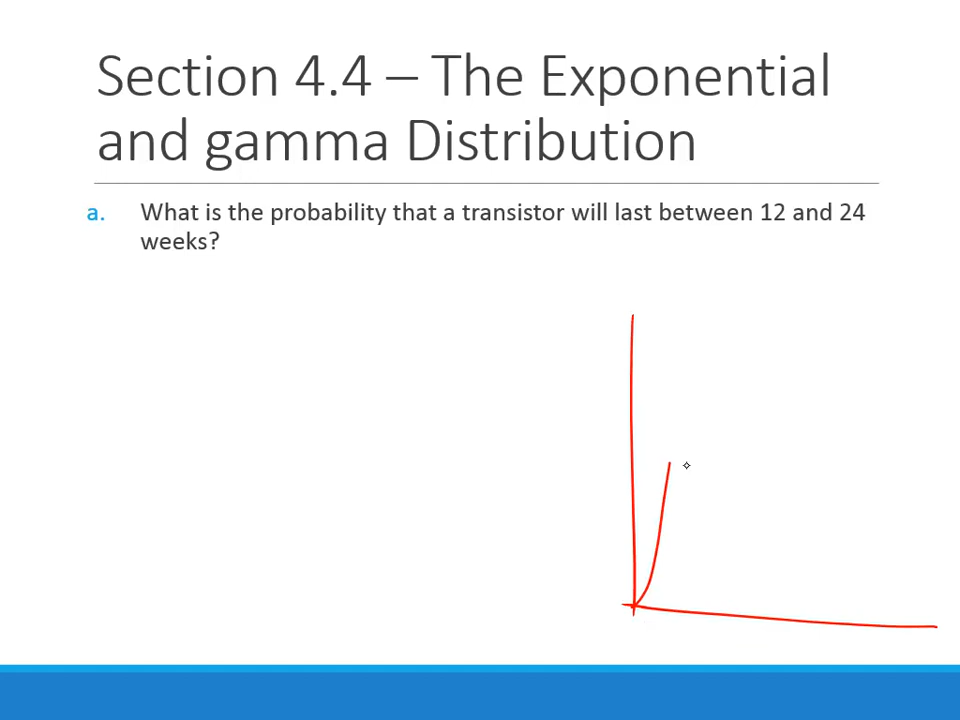 Section 4.4 – The Exponential
and gamma Distribution
a. What is the probability that a transistor will last between 12 and 24
weeks?